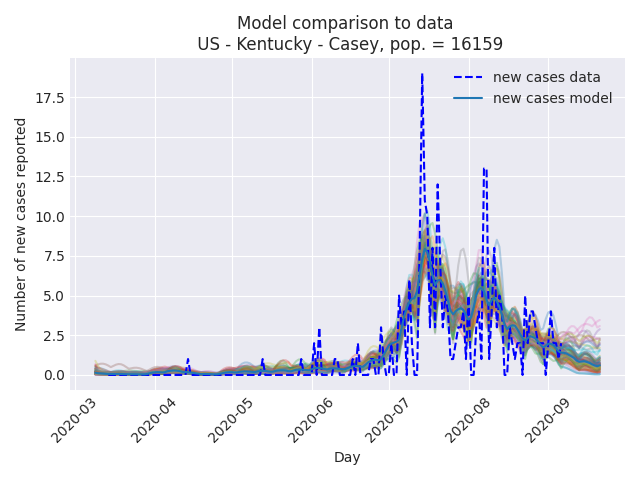 Model comparison to data
US - Kentucky - Casey, pop. = 16159
new cases data
new cases model
Number of new cases reported
17.5
15.0
12.5
10.0
7.5
5.0
2.5
0.0
2020-03
2020-04
2020-05
2020-06
2020-07
2020-08
2020-09
Day